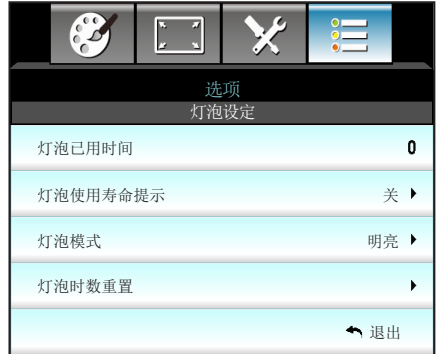 选项
灯泡设定
灯泡已用时间 0
灯泡使用寿命提示 关
灯泡模式 明亮
灯泡时数重置
退出